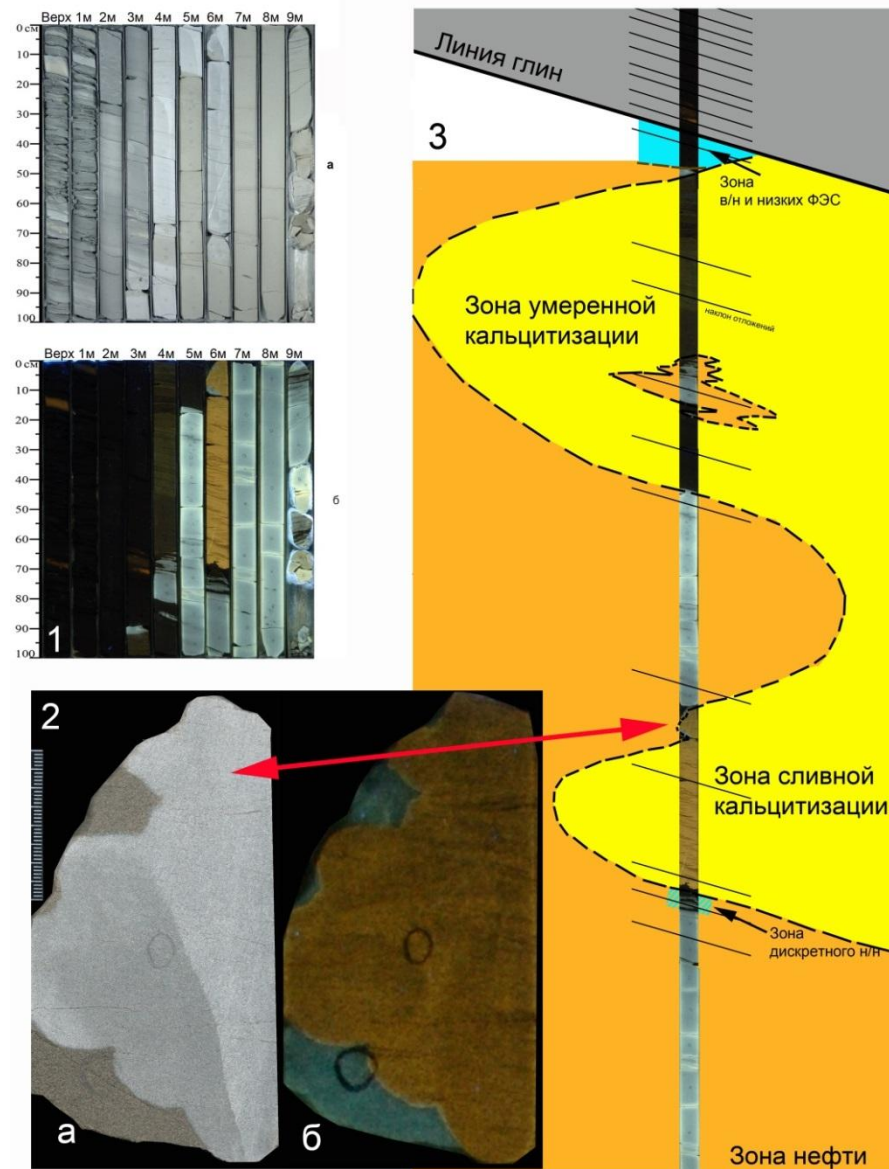 Верх 1м 2м 3м 4м 5м 6м 7м 8м 9м
0 см
10
20
30
40
50
60
70
80
90
100
а
1
Верх 1м 2м 3м 4м 5м 6м 7м 8м 9м
0 см
10
20
30
40
50
60
70
80
90
100
б
2
а
б
3
Линия глин
Зона
в/н и низких ФЭС
Зона умеренной
кальцитизации
наклон отложений
Зона сливной
кальцитизации
Зона
дискретного н/н
Зона нефти